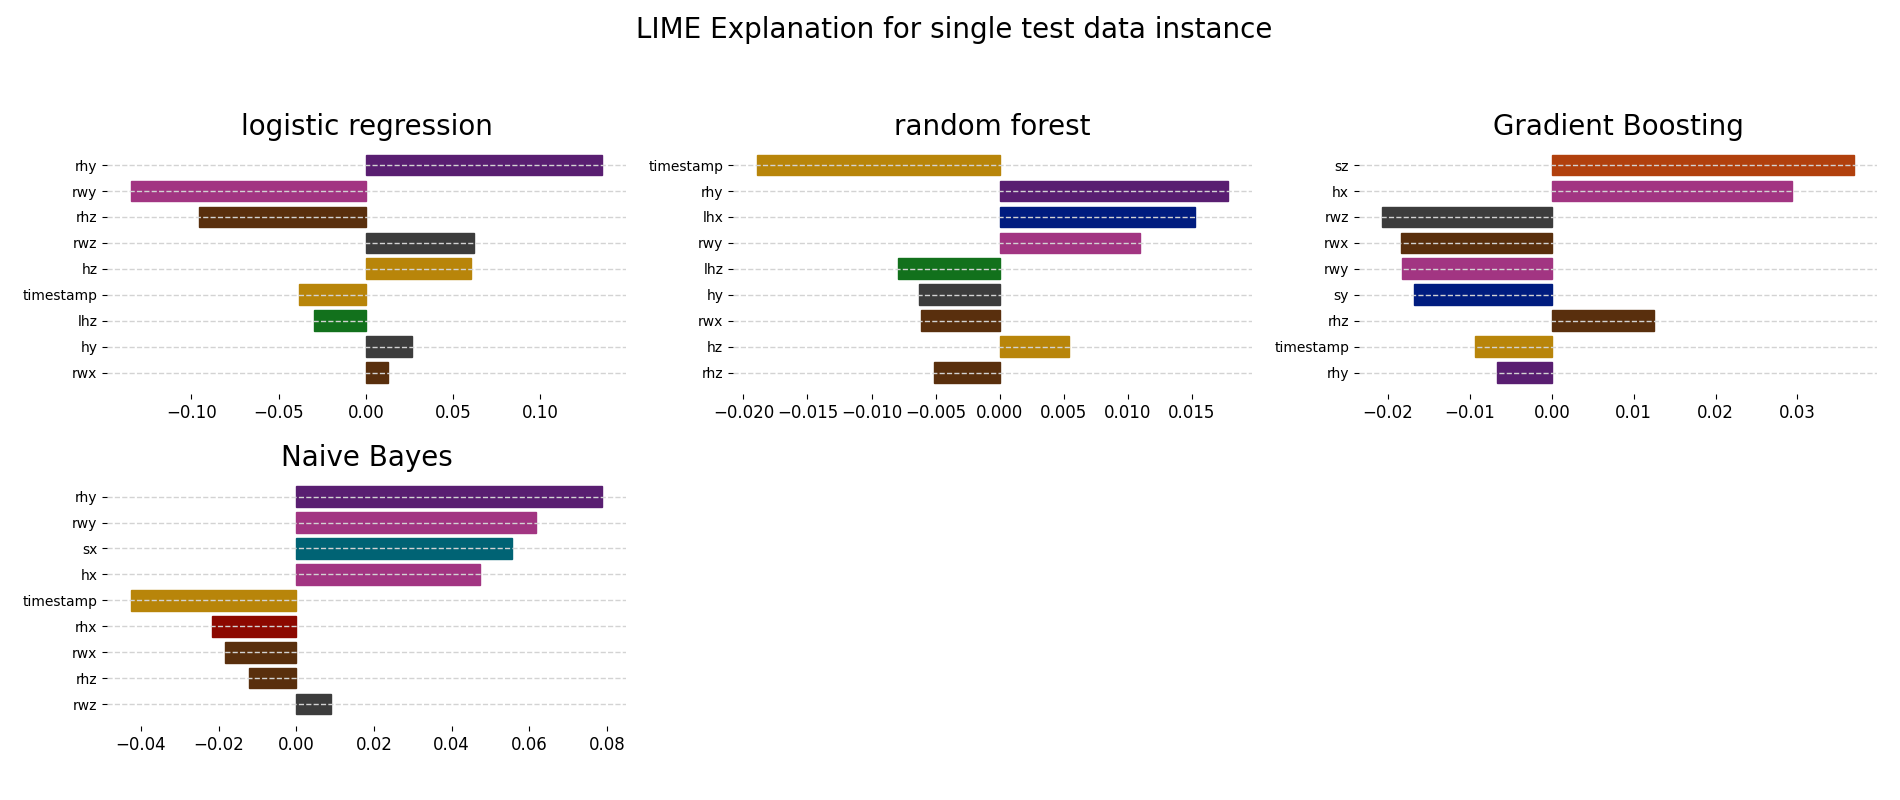 LIME Explanation for single test data instance
logistic regression
rhy
rwy
rhz
rwz
hz
timestamp
lhz
hy
rwx
−0.10 −0.05 0.00 0.05 0.10
random forest
timestamp
rhy
lhx
rwy
lhz
hy
rwx
hz
rhz
−0.020 −0.015 −0.010 −0.005 0.000 0.005 0.010 0.015
Gradient Boosting
sz
hx
rwz
rwx
rwy
sy
rhz
timestamp
rhy
−0.02 −0.01 0.00 0.01 0.02 0.03
Naive Bayes
rhy
rwy
sx
hx
timestamp
rhx
rwx
rhz
rwz
−0.04 −0.02 0.00 0.02 0.04 0.06 0.08